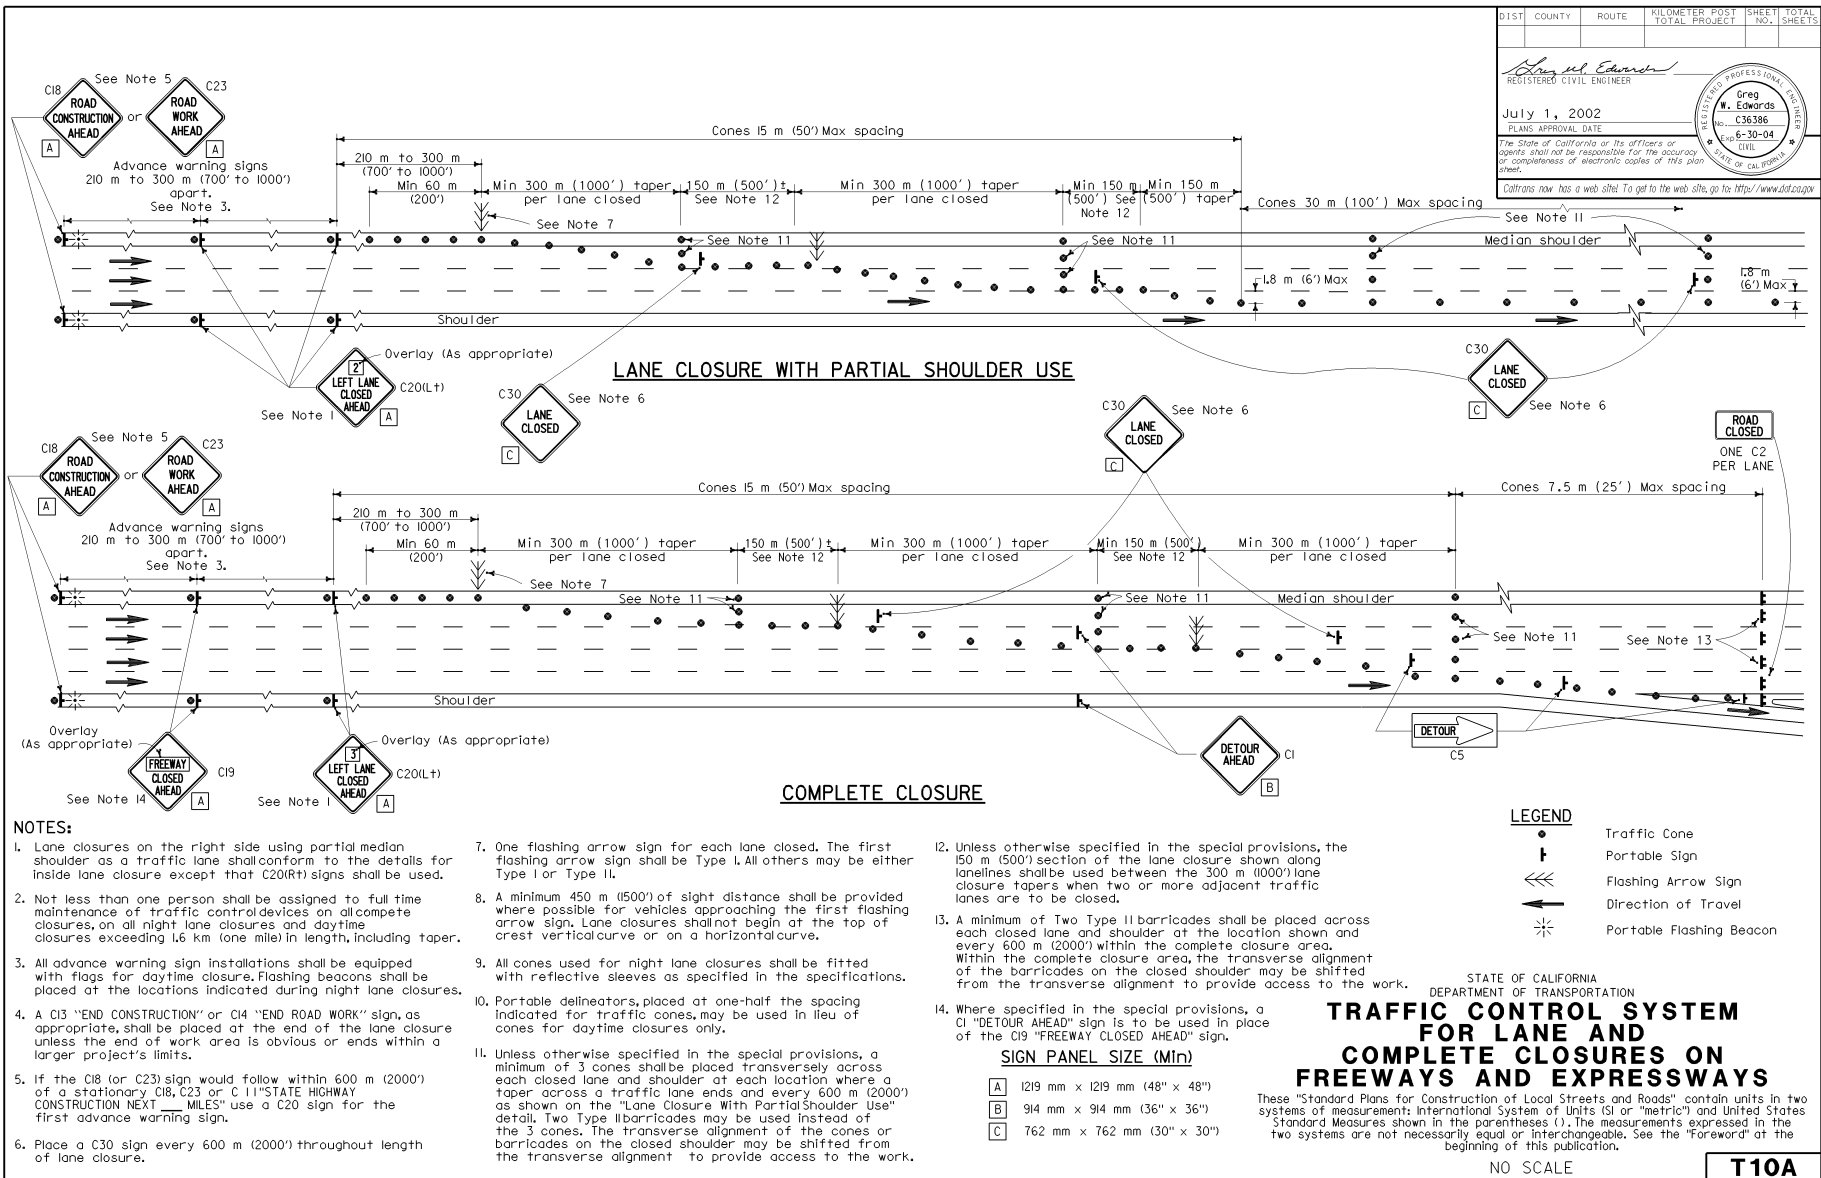 DIST COUNTY ROUTE KILOMETER POST TOTAL PROJECT SHEET NO. TOTAL SHEETS
Greg W. Edwards
REGISTERED CIVIL ENGINEER
July 1, 2002
PLANS APPROVAL DATE
REGISTERED PROFESSIONAL ENGINEER
Greg
W. Edwards
No. C36386
Exp 6-30-04
CIVIL
STATE OF CALIFORNIA
The State of California or its officers or
agents shall not be responsible for the accuracy
or completeness of electronic copies of this plan
sheet.
Caltrans now has a web site! To get to the web site, go to: http://www.dot.ca.gov
C18
See Note 5
C23
ROAD
CONSTRUCTION
AHEAD
or
ROAD
WORK
AHEAD
A
A
Advance warning signs
210 m to 300 m (700' to 1000')
apart.
See Note 3.
Cones 15 m (50') Max spacing
210 m to 300 m
(700' to 1000')
Min 60 m
(200')
Min 300 m (1000') taper
per lane closed
150 m (500')±
See Note 12
Min 300 m (1000') taper
per lane closed
Min 150 m
(500') See
Note 12
Min 150 m
(500') taper
Cones 30 m (100') Max spacing
See Note 11
See Note 7
See Note 11
See Note 11
Median shoulder
1.8 m
(6') Max
1.8 m (6') Max
Shoulder
Overlay (As appropriate)
2
LEFT LANE
CLOSED
AHEAD
C20(Lt)
See Note 1
A
LANE CLOSURE WITH PARTIAL SHOULDER USE
C30
LANE
CLOSED
See Note 6
C
C30
LANE
CLOSED
See Note 6
C
C30
LANE
CLOSED
See Note 6
C
ROAD
CLOSED
ONE C2
PER LANE
C18
See Note 5
C23
ROAD
CONSTRUCTION
AHEAD
or
ROAD
WORK
AHEAD
A
A
Advance warning signs
210 m to 300 m (700' to 1000')
apart.
See Note 3.
Cones 15 m (50') Max spacing
Cones 7.5 m (25') Max spacing
210 m to 300 m
(700' to 1000')
Min 60 m
(200')
Min 300 m (1000') taper
per lane closed
150 m (500')±
See Note 12
Min 300 m (1000') taper
per lane closed
Min 150 m (500')
See Note 12
Min 300 m (1000') taper
per lane closed
See Note 7
See Note 11
See Note 11
Median shoulder
See Note 11
See Note 13
Shoulder
Overlay
(As appropriate)
FREEWAY
CLOSED
AHEAD
C19
See Note 14
A
Overlay (As appropriate)
3
LEFT LANE
CLOSED
AHEAD
C20(Lt)
See Note 1
A
DETOUR
AHEAD
C1
B
DETOUR
C5
COMPLETE CLOSURE
NOTES:
1. Lane closures on the right side using partial median
shoulder as a traffic lane shall conform to the details for
inside lane closure except that C20(Rt) signs shall be used.
2. Not less than one person shall be assigned to full time
maintenance of traffic control devices on all compete
closures, on all night lane closures and daytime
closures exceeding 1.6 km (one mile) in length, including taper.
3. All advance warning sign installations shall be equipped
with flags for daytime closure. Flashing beacons shall be
placed at the locations indicated during night lane closures.
4. A C13 ``END CONSTRUCTION" or C14 ``END ROAD WORK" sign, as
appropriate, shall be placed at the end of the lane closure
unless the end of work area is obvious or ends within a
larger project's limits.
5. If the C18 (or C23) sign would follow within 600 m (2000')
of a stationary C18, C23 or C 11 "STATE HIGHWAY
CONSTRUCTION NEXT ___ MILES" use a C20 sign for the
first advance warning sign.
6. Place a C30 sign every 600 m (2000') throughout length
of lane closure.
7. One flashing arrow sign for each lane closed. The first
flashing arrow sign shall be Type I. All others may be either
Type I or Type II.
8. A minimum 450 m (1500') of sight distance shall be provided
where possible for vehicles approaching the first flashing
arrow sign. Lane closures shall not begin at the top of
crest vertical curve or on a horizontal curve.
9. All cones used for night lane closures shall be fitted
with reflective sleeves as specified in the specifications.
10. Portable delineators, placed at one-half the spacing
indicated for traffic cones, may be used in lieu of
cones for daytime closures only.
11. Unless otherwise specified in the special provisions, a
minimum of 3 cones shall be placed transversely across
each closed lane and shoulder at each location where a
taper across a traffic lane ends and every 600 m (2000')
as shown on the "Lane Closure With Partial Shoulder Use"
detail. Two Type II barricades may be used instead of
the 3 cones. The transverse alignment of the cones or
barricades on the closed shoulder may be shifted from
the transverse alignment to provide access to the work.
12. Unless otherwise specified in the special provisions, the
150 m (500') section of the lane closure shown along
lanelines shall be used between the 300 m (1000') lane
closure tapers when two or more adjacent traffic
lanes are to be closed.
13. A minimum of Two Type II barricades shall be placed across
each closed lane and shoulder at the location shown and
every 600 m (2000') within the complete closure area.
Within the complete closure area, the transverse alignment
of the barricades on the closed shoulder may be shifted
from the transverse alignment to provide access to the work.
14. Where specified in the special provisions, a
C1 "DETOUR AHEAD" sign is to be used in place
of the C19 "FREEWAY CLOSED AHEAD" sign.
SIGN PANEL SIZE (Min)
A 1219 mm x 1219 mm (48" x 48")
B 914 mm x 914 mm (36" x 36")
C 762 mm x 762 mm (30" x 30")
LEGEND
Traffic Cone
Portable Sign
Flashing Arrow Sign
Direction of Travel
Portable Flashing Beacon
STATE OF CALIFORNIA
DEPARTMENT OF TRANSPORTATION
TRAFFIC CONTROL SYSTEM
FOR LANE AND
COMPLETE CLOSURES ON
FREEWAYS AND EXPRESSWAYS
These "Standard Plans for Construction of Local Streets and Roads" contain units in two
systems of measurement: International System of Units (SI or "metric") and United States
Standard Measures shown in the parentheses ( ). The measurements expressed in the
two systems are not necessarily equal or interchangeable. See the "Foreword" at the
beginning of this publication.
NO SCALE
T10A